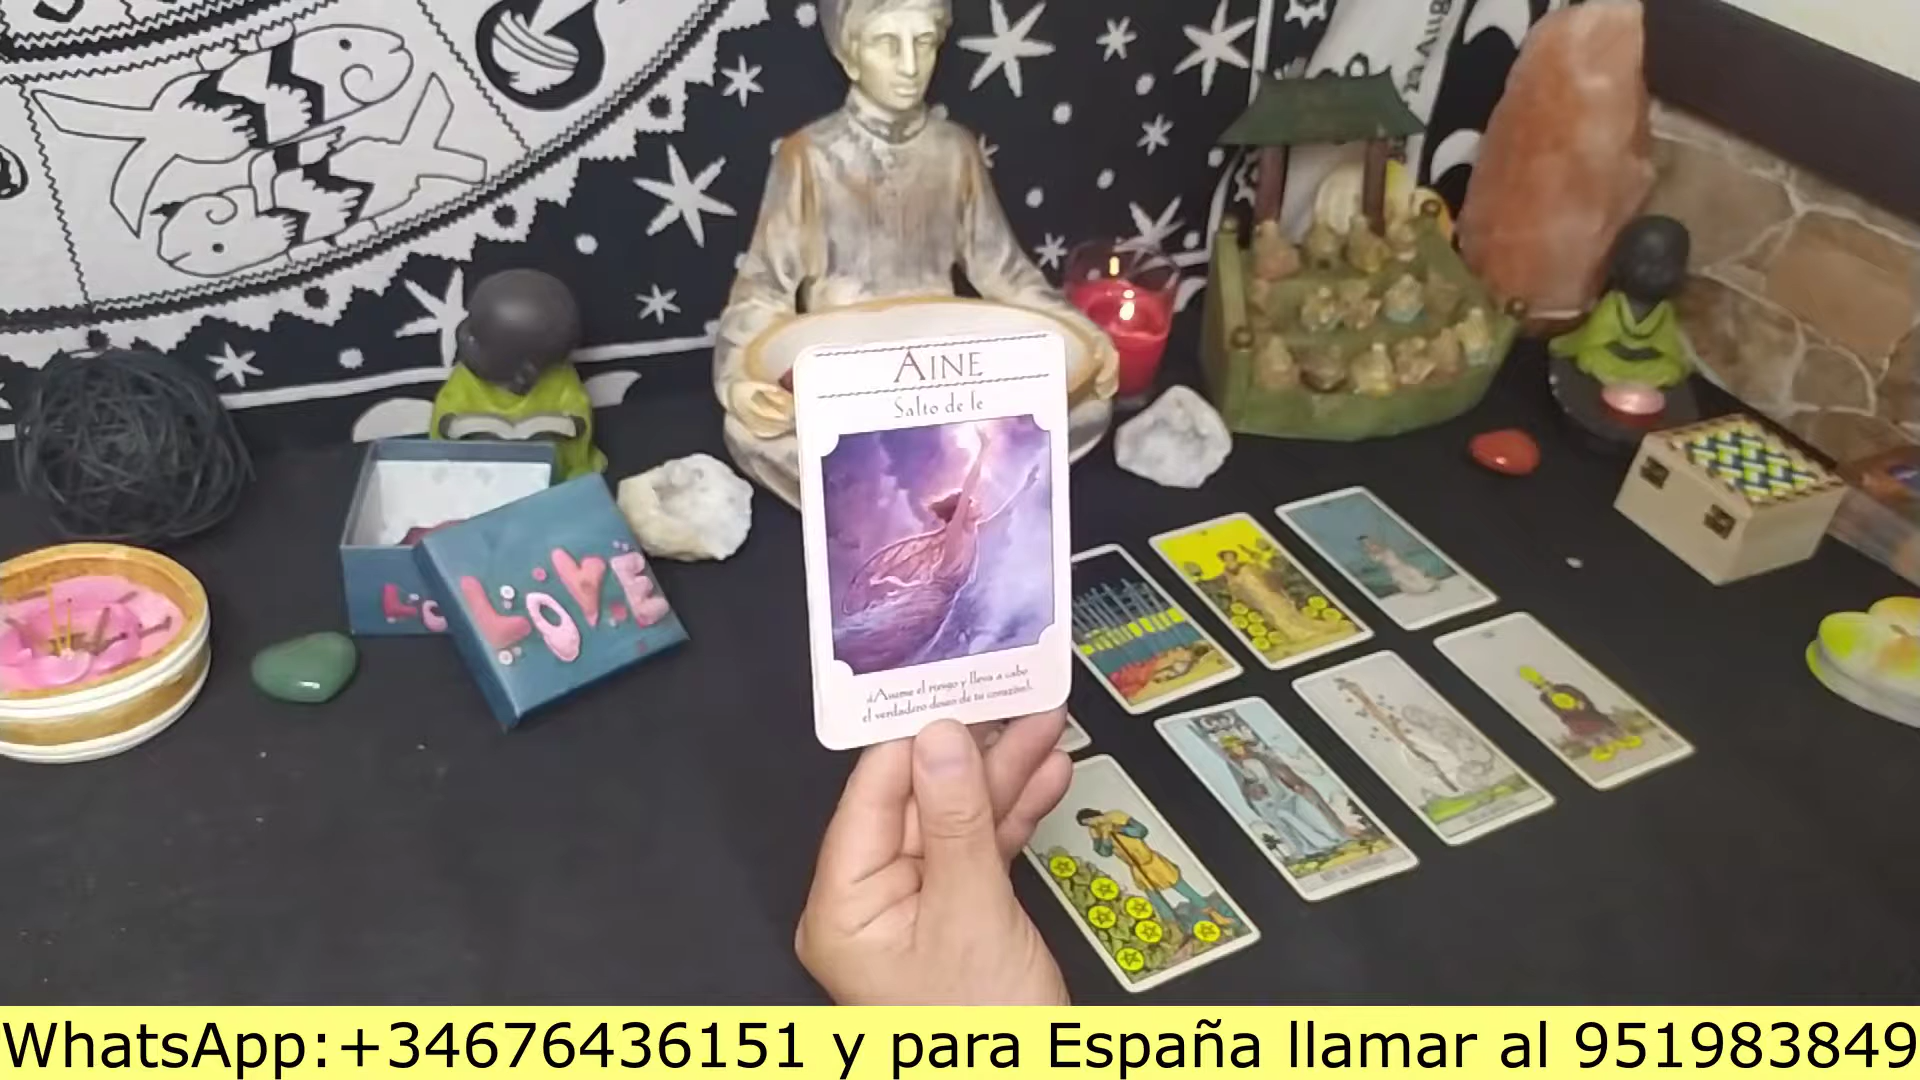 AINE
Salto de fe
¡Asume el riesgo y lleva a cabo
el verdadero deseo de tu corazón!
LOVE
WhatsApp:+34676436151 y para España llamar al 951983849